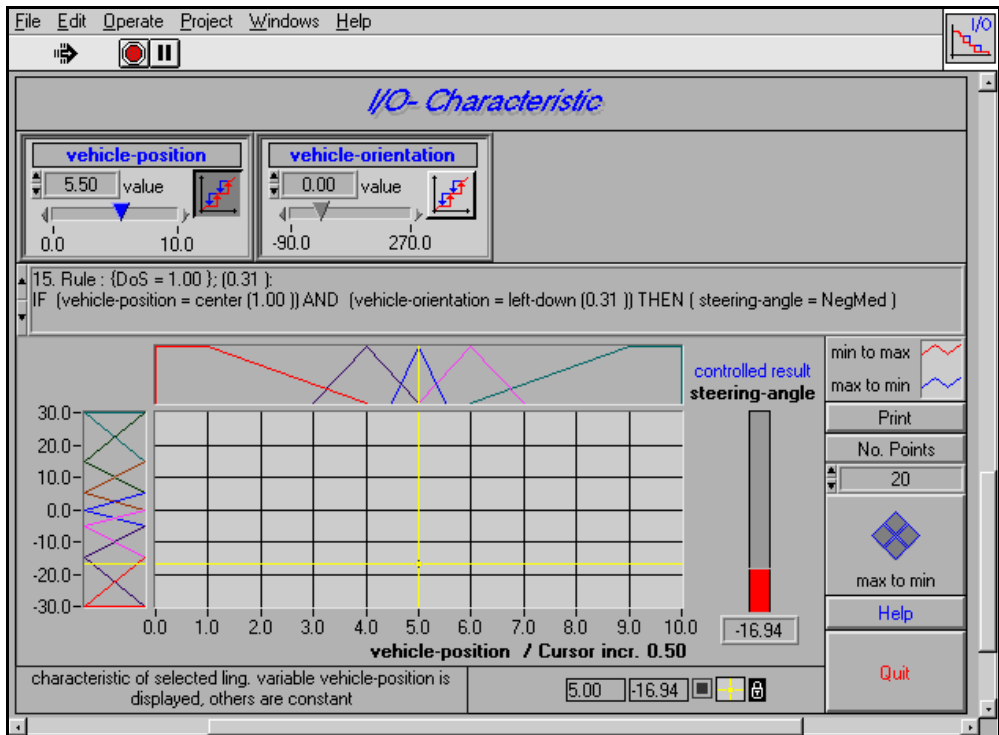 File Edit Operate Project Windows Help
I/O
I/O- Characteristic
vehicle-position
5.50 value
0.0 10.0
vehicle-orientation
0.00 value
-90.0 270.0
15. Rule : {DoS = 1.00 }; (0.31 ):
IF (vehicle-position = center (1.00 )) AND (vehicle-orientation = left-down (0.31 )) THEN ( steering-angle = NegMed )
min to max
max to min
controlled result
steering-angle
Print
No. Points
20
max to min
Help
Quit
30.0
20.0
10.0
0.0
-10.0
-20.0
-30.0
0.0 1.0 2.0 3.0 4.0 5.0 6.0 7.0 8.0 9.0 10.0
-16.94
vehicle-position / Cursor incr. 0.50
characteristic of selected ling. variable vehicle-position is
displayed, others are constant
5.00 -16.94